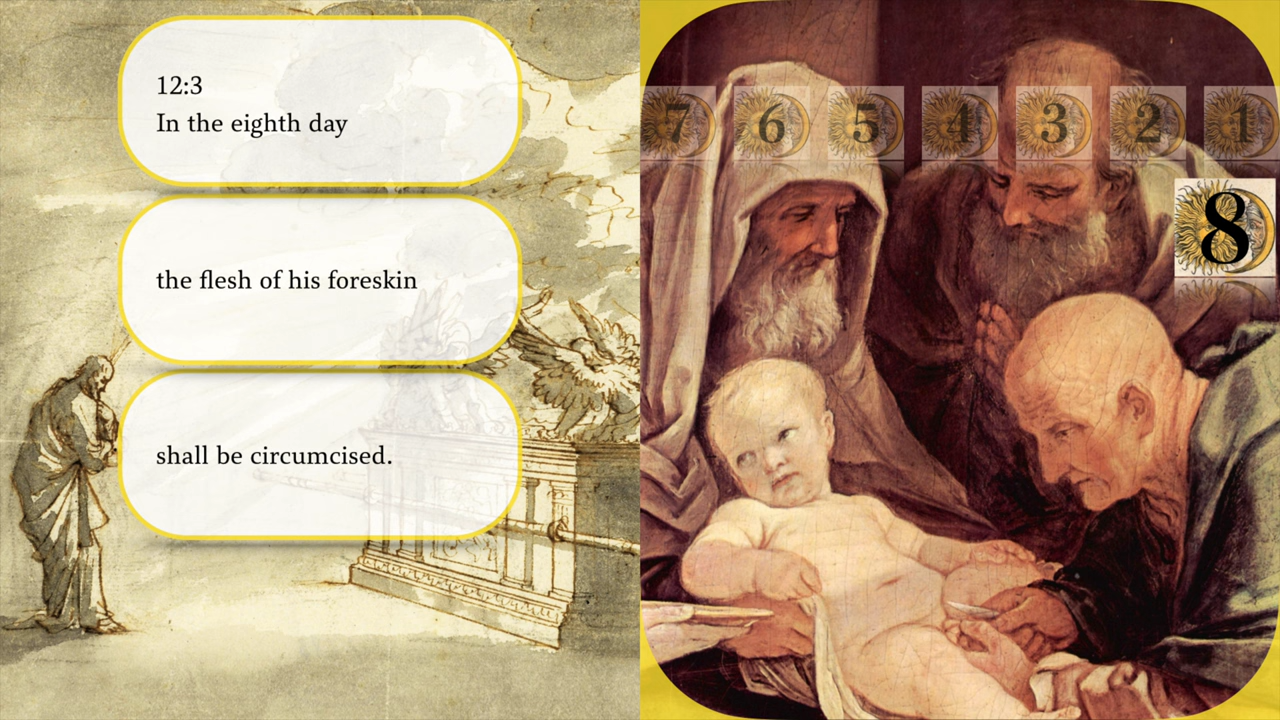 12:3
In the eighth day
the flesh of his foreskin
shall be circumcised.
7 6 5 4 3 2 1
8